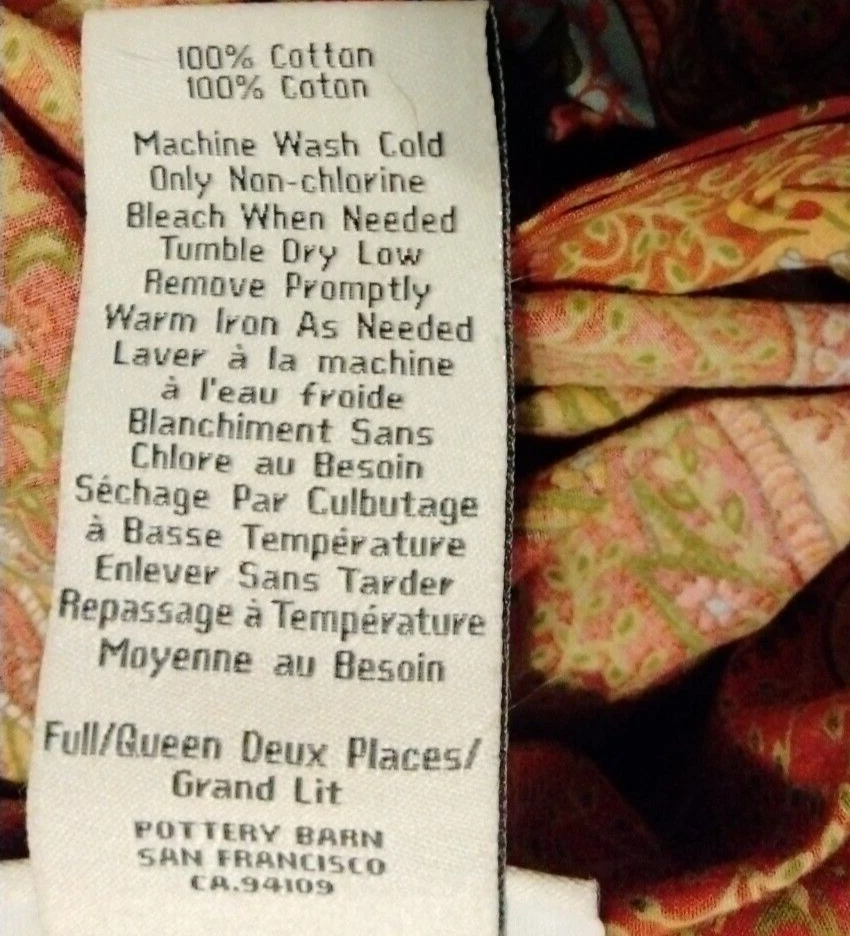 100% Cotton
100% Coton
Machine Wash Cold
Only Non-chlorine
Bleach When Needed
Tumble Dry Low
Remove Promptly
Warm Iron As Needed
Laver à la machine
à l'eau froide
Blanchiment Sans
Chlore au Besoin
Séchage Par Culbutage
à Basse Température
Enlever Sans Tarder
Repassage à Température
Moyenne au Besoin
Full/Queen Deux Places/
Grand Lit
POTTERY BARN
SAN FRANCISCO
CA.94109